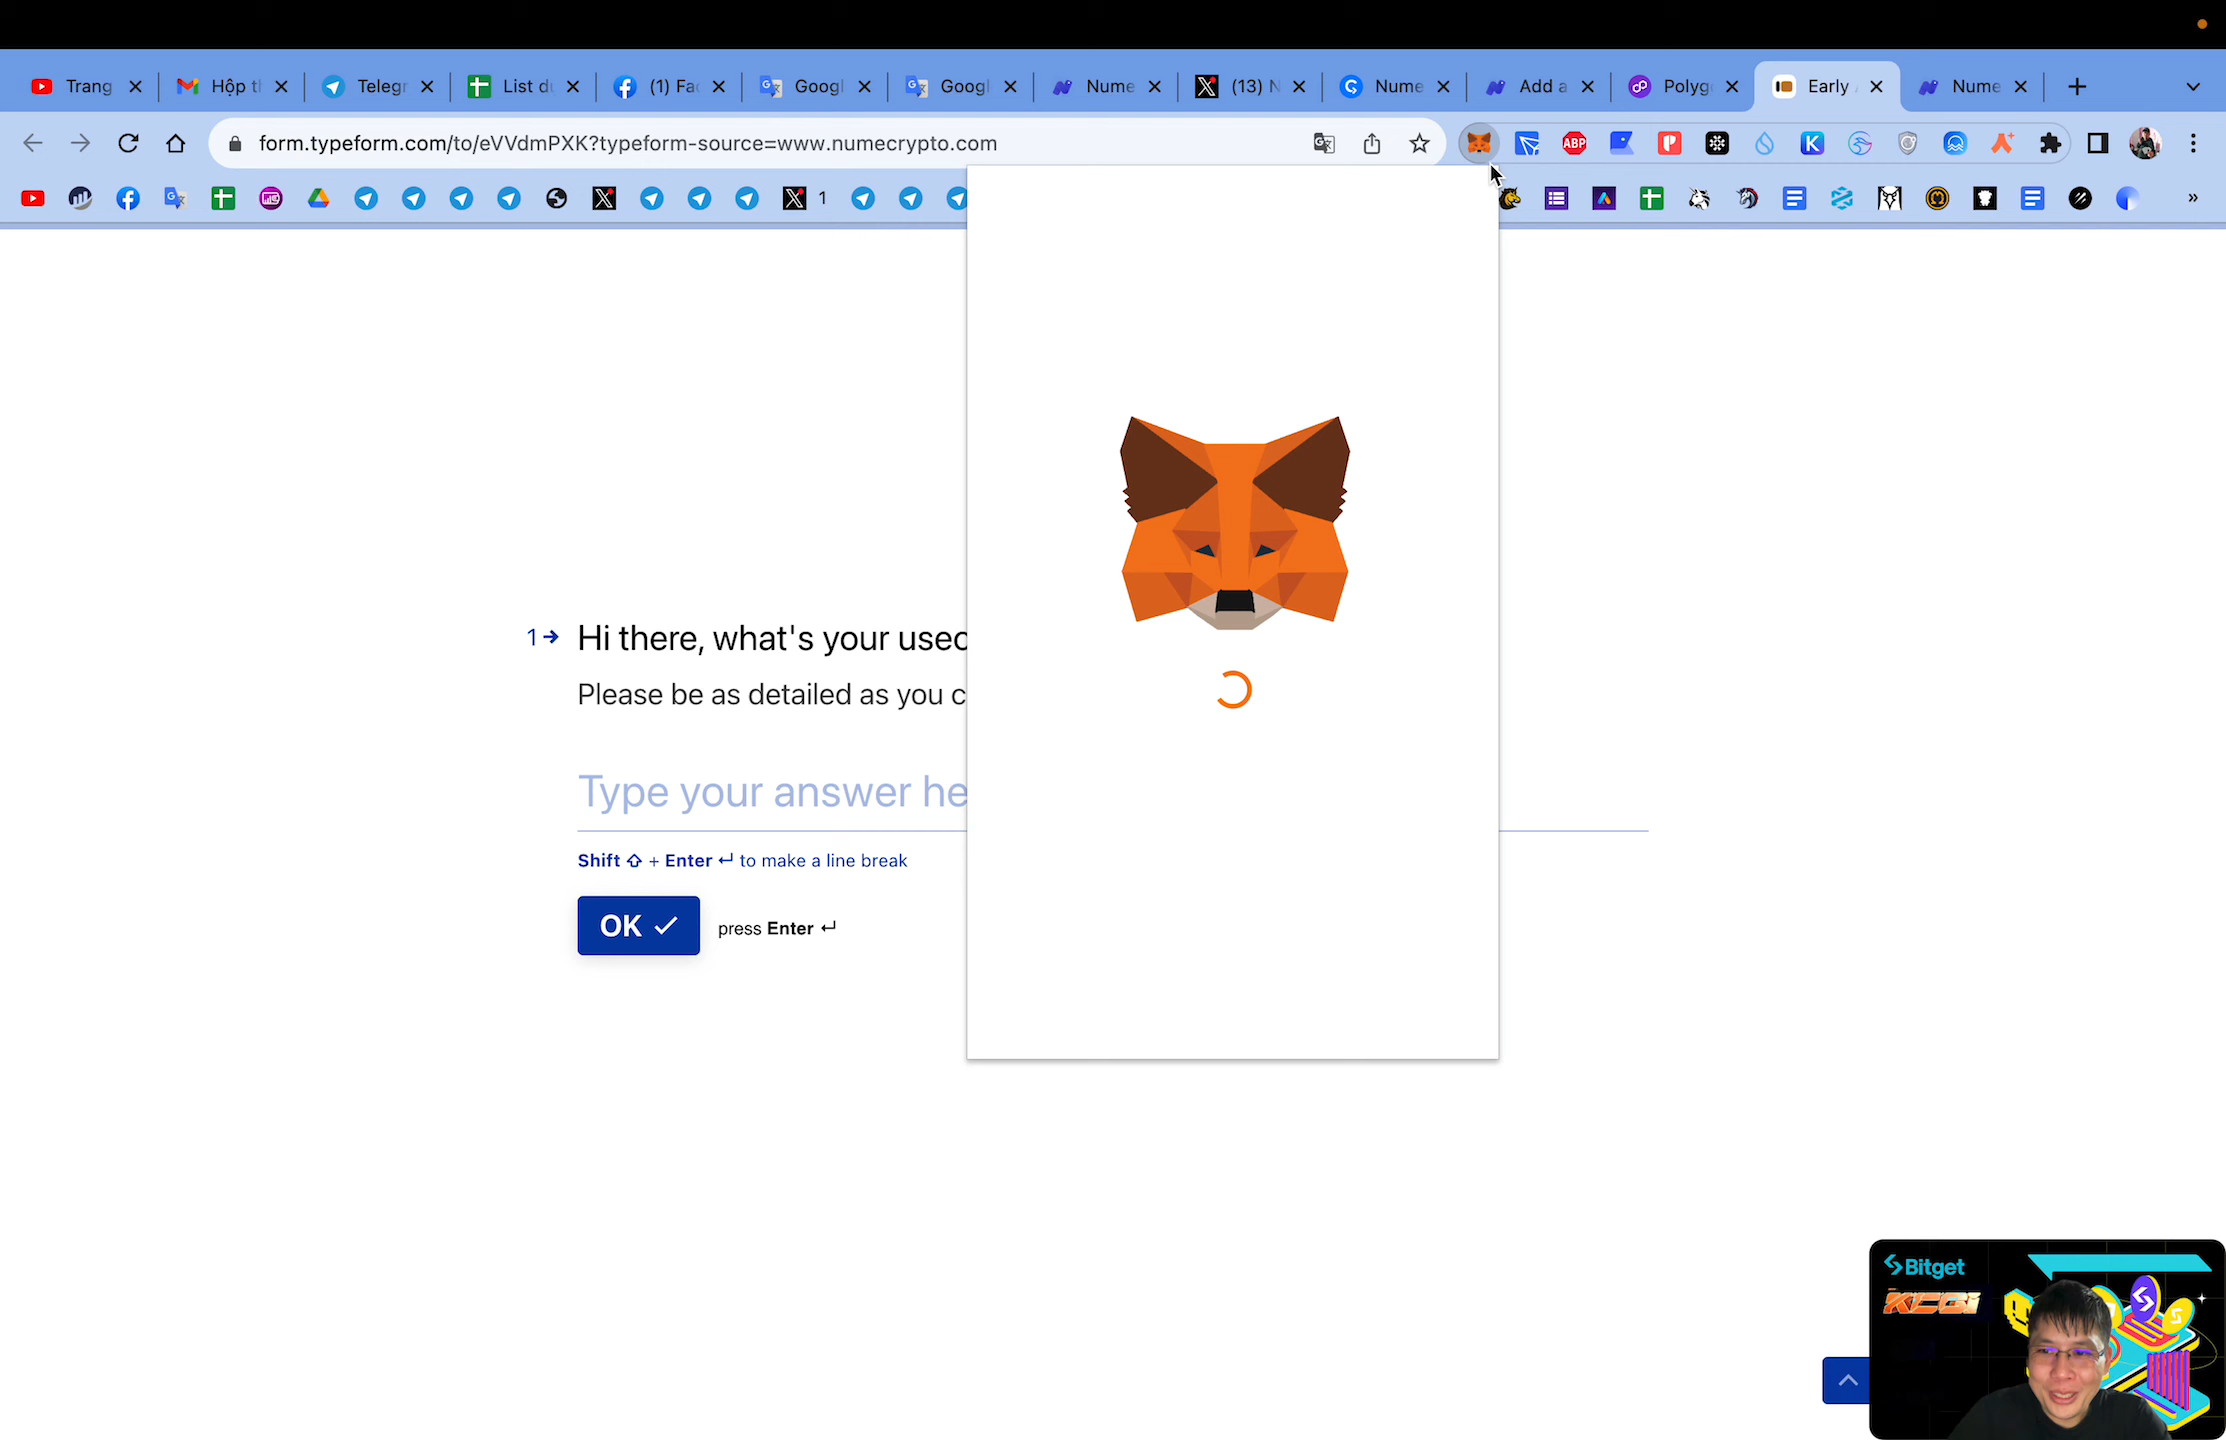 Trang
Hộp t
Telegr
List d
(1) Fa
Googl
Googl
Nume
(13) N
Nume
Add a
Polyg
Early
Nume
form.typeform.com/to/eVVdmPXK?typeform-source=www.numecrypto.com
ABP
1
1 Hi there, what's your usec
Please be as detailed as you c
Type your answer he
Shift ⇧ + Enter ↵ to make a line break
OK
press Enter ↵
Bitget
KCGI